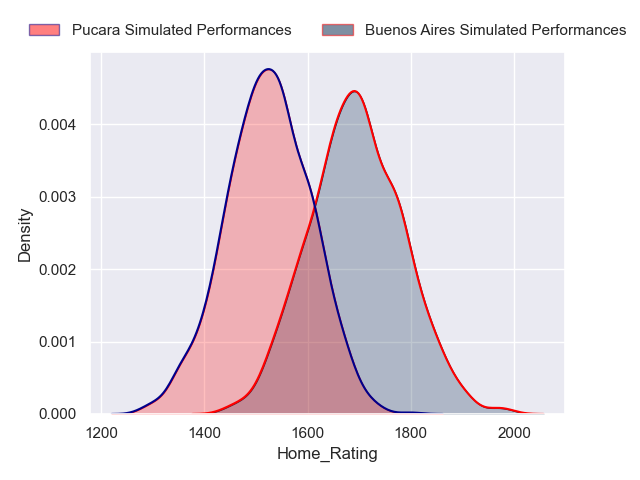 Pucara Simulated Performances Buenos Aires Simulated Performances
0.004
0.003
Density
0.002
0.001
0.000
1200 1400 1600 1800 2000
Home_Rating